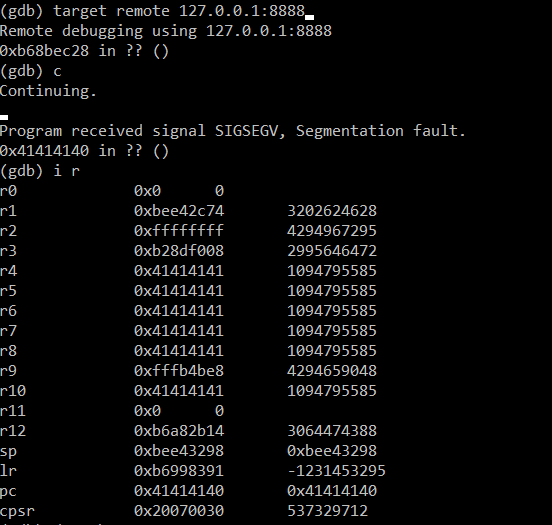 (gdb) target remote 127.0.0.1:8888
Remote debugging using 127.0.0.1:8888
0xb68bec28 in ?? ()
(gdb) c
Continuing.
Program received signal SIGSEGV, Segmentation fault.
0x41414140 in ?? ()
(gdb) i r
r0 0x0 0
r1 0xbee42c74 3202624628
r2 0xffffffff 4294967295
r3 0xb28df008 2995646472
r4 0x41414141 1094795585
r5 0x41414141 1094795585
r6 0x41414141 1094795585
r7 0x41414141 1094795585
r8 0x41414141 1094795585
r9 0xfffb4be8 4294659048
r10 0x41414141 1094795585
r11 0x0 0
r12 0xb6a82b14 3064474388
sp 0xbee43298 0xbee43298
lr 0xb6998391 -1231453295
pc 0x41414140 0x41414140
cpsr 0x20070030 537329712